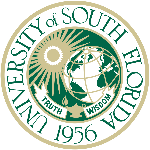 UNIVERSITY of SOUTH FLORIDA
TRUTH WISDOM
1956